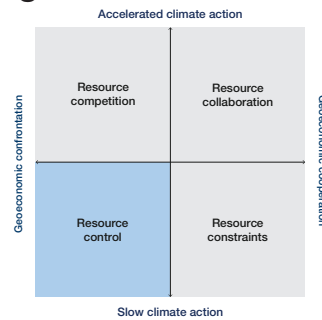 Accelerated climate action
Geoeconomic confrontation
Resource
competition
Resource
collaboration
Resource
control
Resource
constraints
Slow climate action